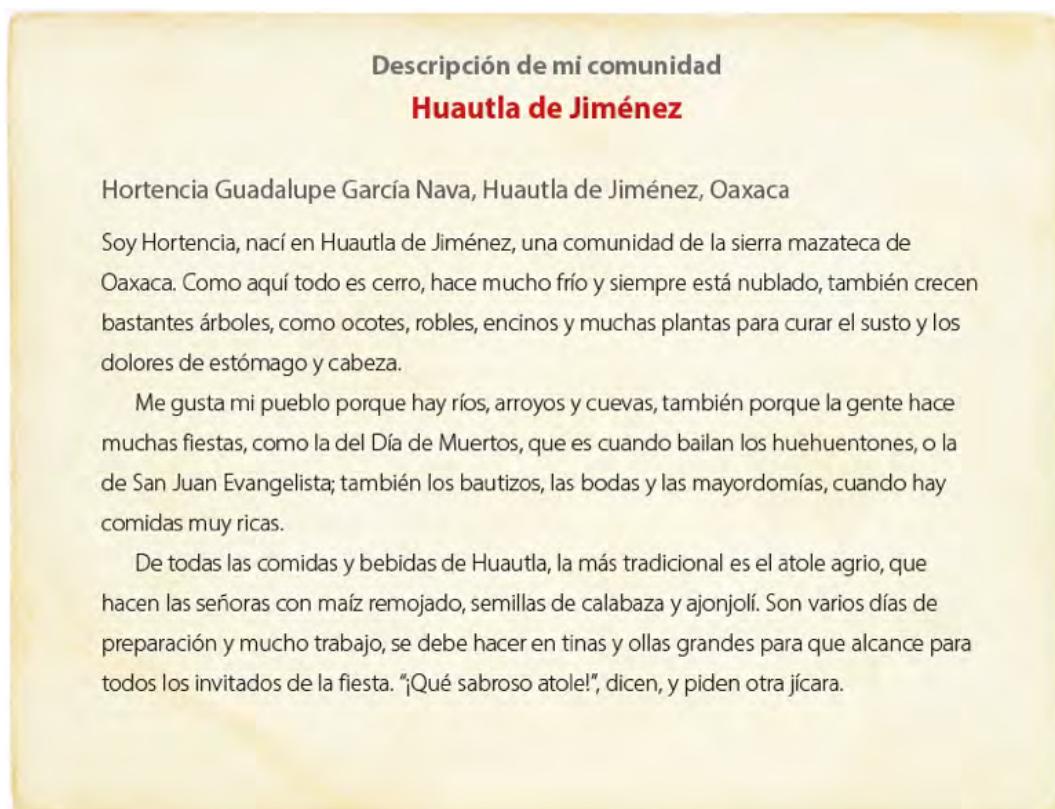 Descripción de mi comunidad
Huautla de Jiménez
Hortencia Guadalupe García Nava, Huautla de Jiménez, Oaxaca
Soy Hortencia, nací en Huautla de Jiménez, una comunidad de la sierra mazateca de
Oaxaca. Como aquí todo es cerro, hace mucho frío y siempre está nublado, también crecen
bastantes árboles, como ocotes, robles, encinos y muchas plantas para curar el susto y los
dolores de estómago y cabeza.
Me gusta mi pueblo porque hay ríos, arroyos y cuevas, también porque la gente hace
muchas fiestas, como la del Día de Muertos, que es cuando bailan los huehuentones, o la
de San Juan Evangelista; también los bautizos, las bodas y las mayordomías, cuando hay
comidas muy ricas.
De todas las comidas y bebidas de Huautla, la más tradicional es el atole agrio, que
hacen las señoras con maíz remojado, semillas de calabaza y ajonjolí. Son varios días de
preparación y mucho trabajo, se debe hacer en tinas y ollas grandes para que alcance para
todos los invitados de la fiesta. “¡Qué sabroso atole!”, dicen, y piden otra jícara.